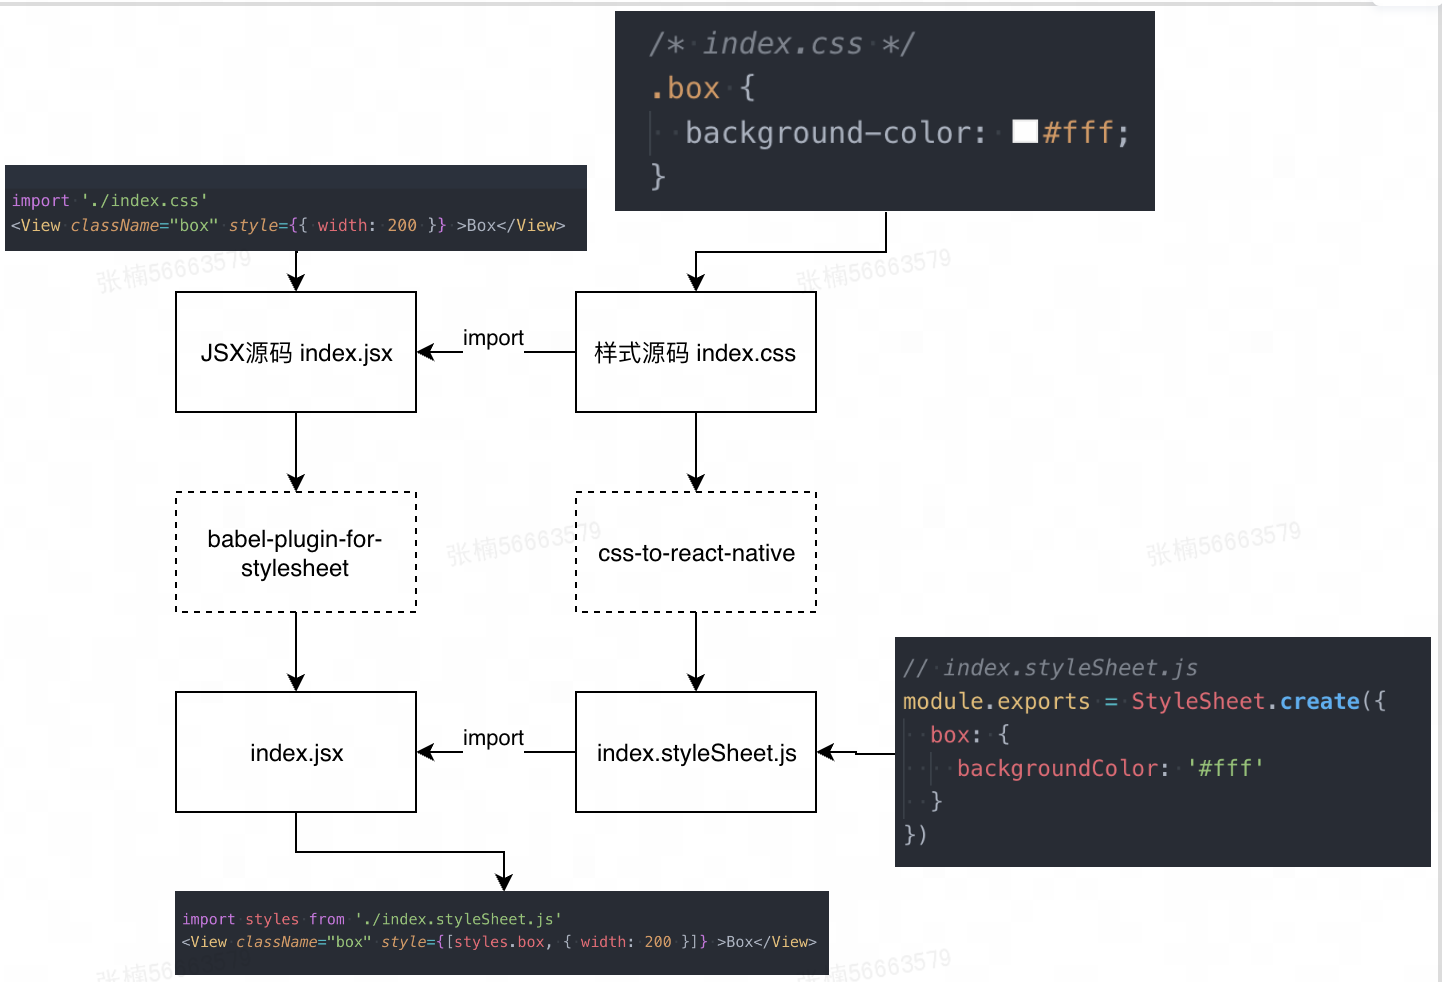 /* index.css */
.box {
background-color: #fff;
}
import './index.css'
<View className="box" style={{ width: 200 }} >Box</View>
张楠56663579
张楠56663579
JSX源码 index.jsx
import
样式源码 index.css
babel-plugin-for-
stylesheet
css-to-react-native
张楠56663579
张楠56663579
index.jsx
import
index.styleSheet.js
// index.styleSheet.js
module.exports = StyleSheet.create({
box: {
backgroundColor: '#fff'
}
})
import styles from './index.styleSheet.js'
<View className="box" style={[styles.box, { width: 200 }]} >Box</View>
张楠56
张楠56663579